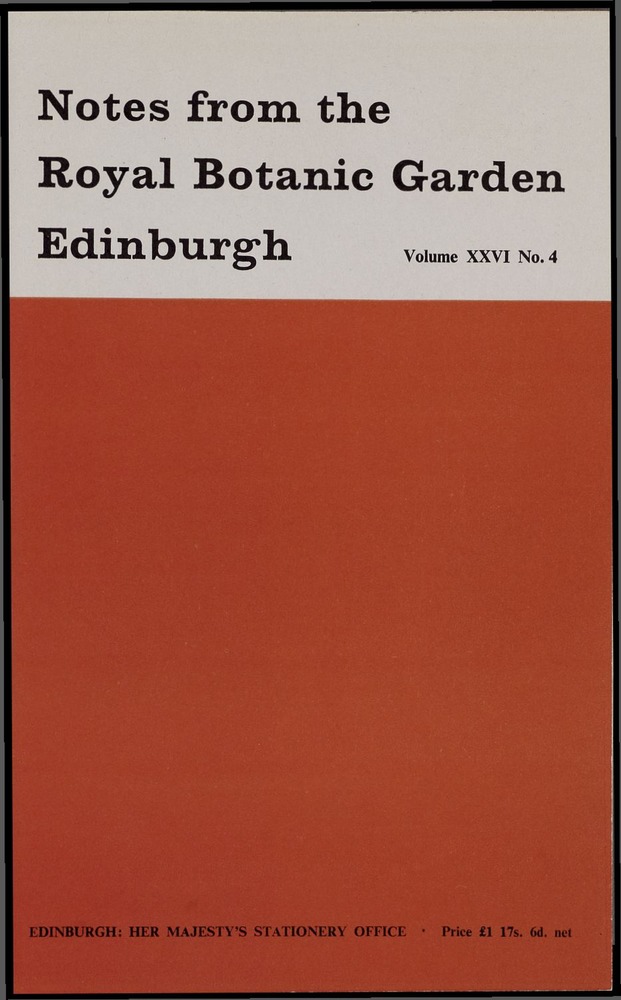 Notes from the
Royal Botanic Garden
Edinburgh
Volume XXVI No. 4
EDINBURGH: HER MAJESTY'S STATIONERY OFFICE · Price £1 17s. 6d. net